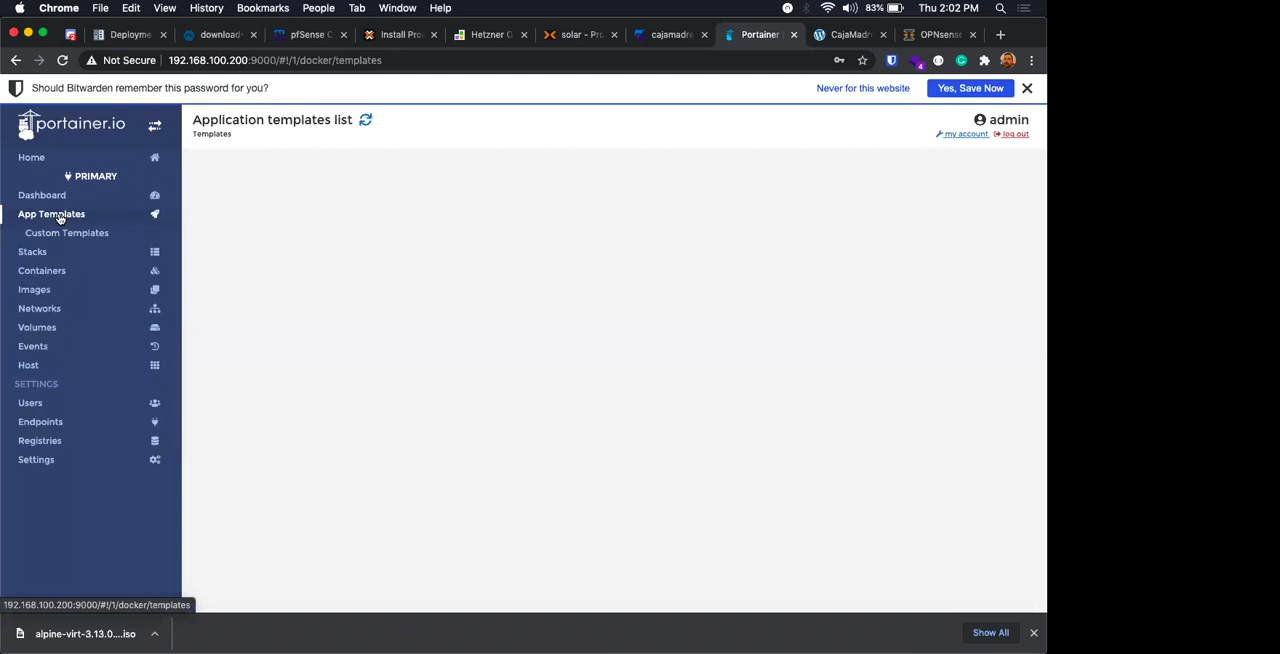 Chrome File Edit View History Bookmarks People Tab Window Help 83% Thu 2:02 PM
Deployme download pfSense C Install Pro Hetzner C solar - Pro cajamadre Portainer CajaMadr OPNsense
Not Secure 192.168.100.200:9000/#!/1/docker/templates 4
Should Bitwarden remember this password for you? Never for this website Yes, Save Now
portainer.io
Application templates list
admin
Templates
my account log out
Home
PRIMARY
Dashboard
App Templates
Custom Templates
Stacks
Containers
Images
Networks
Volumes
Events
Host
SETTINGS
Users
Endpoints
Registries
Settings
192.168.100.200:9000/#!/1/docker/templates
alpine-virt-3.13.0....iso
Show All